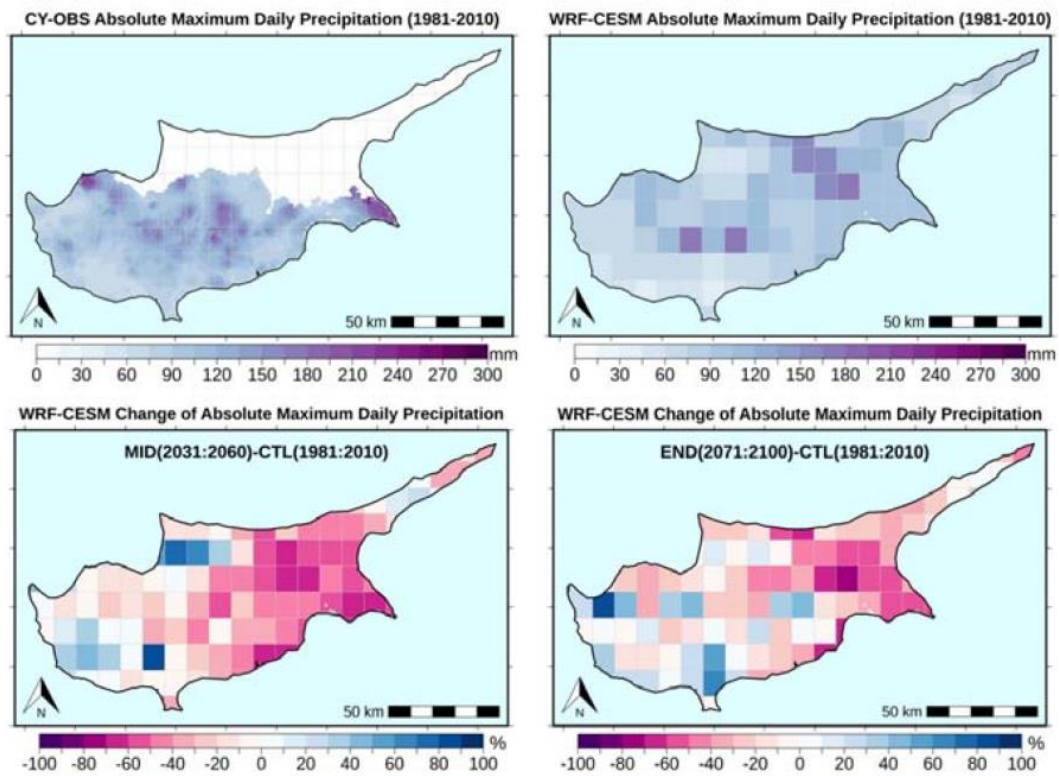 CY-OBS Absolute Maximum Daily Precipitation (1981-2010)
N
50 km
mm
0 30 60 90 120 150 180 210 240 270 300
WRF-CESM Absolute Maximum Daily Precipitation (1981-2010)
N
50 km
mm
0 30 60 90 120 150 180 210 240 270 300
WRF-CESM Change of Absolute Maximum Daily Precipitation
MID(2031:2060)-CTL(1981:2010)
N
50 km
%
-100 -80 -60 -40 -20 0 20 40 60 80 100
WRF-CESM Change of Absolute Maximum Daily Precipitation
END(2071:2100)-CTL(1981:2010)
N
50 km
%
-100 -80 -60 -40 -20 0 20 40 60 80 100